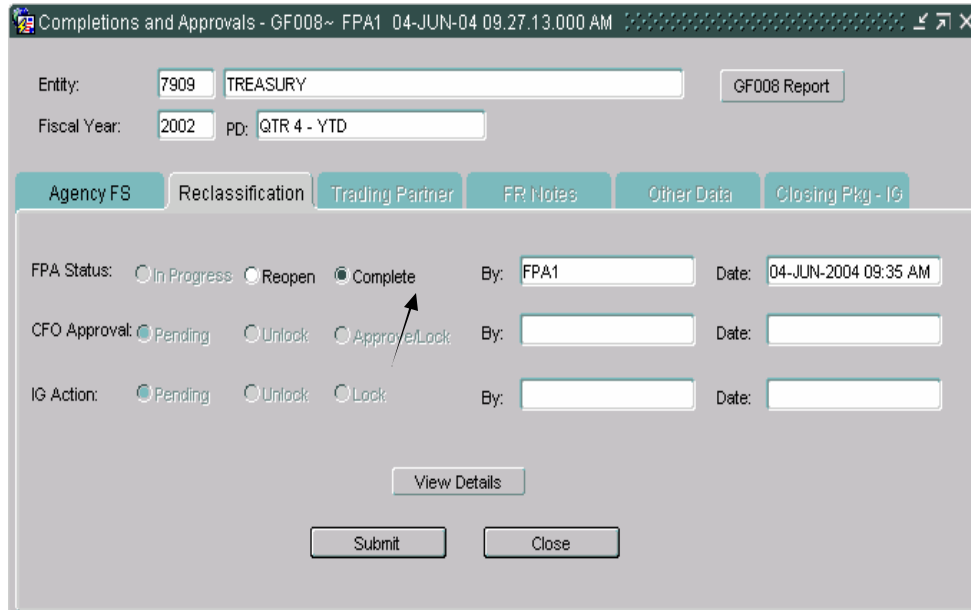 Completions and Approvals - GF008~ FPA1 04-JUN-04 09.27.13.000 AM
Entity: 7909 TREASURY GF008 Report
Fiscal Year: 2002 PD: QTR 4 - YTD
Agency FS Reclassification Trading Partner FR Notes Other Data Closing Pkg - IG
FPA Status: In Progress Reopen Complete By: FPA1 Date: 04-JUN-2004 09:35 AM
CFO Approval: Pending Unlock Approve/Lock By: Date:
IG Action: Pending Unlock Lock By: Date:
View Details
Submit Close